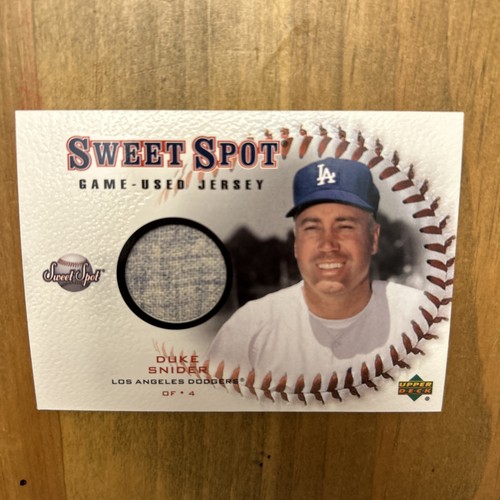 SWEET SPOT
GAME-USED JERSEY
LA
Sweet Spot
DUKE
SNIDER
LOS ANGELES DODGERS®
OF • 4
UPPER
DECK®